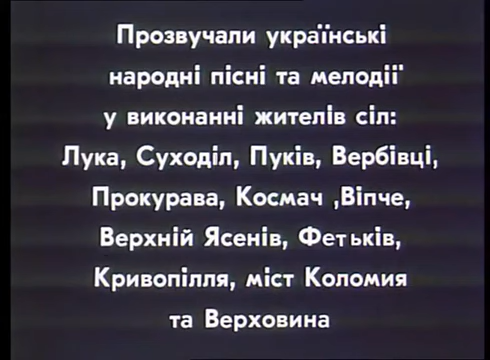 Прозвучали українські
народні пісні та мелодії
у виконанні жителів сіл:
Лука, Суходіл, Пуків, Вербівці,
Прокурава, Космач ,Віпче,
Верхній Ясенів, Фетьків,
Кривопілля, міст Коломия
та Верховина